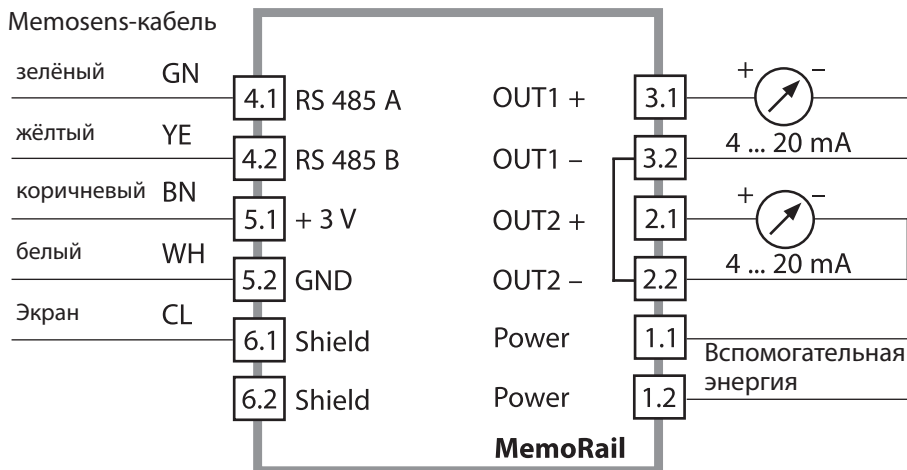 Memosens-кабель
зелёный GN 4.1 RS 485 A OUT1 + 3.1 + –
4 ... 20 mA
жёлтый YE 4.2 RS 485 B OUT1 – 3.2
коричневый BN 5.1 + 3 V OUT2 + 2.1 + –
4 ... 20 mA
белый WH 5.2 GND OUT2 – 2.2
Экран CL 6.1 Shield Power 1.1
Вспомогательная
энергия
6.2 Shield Power 1.2
MemoRail